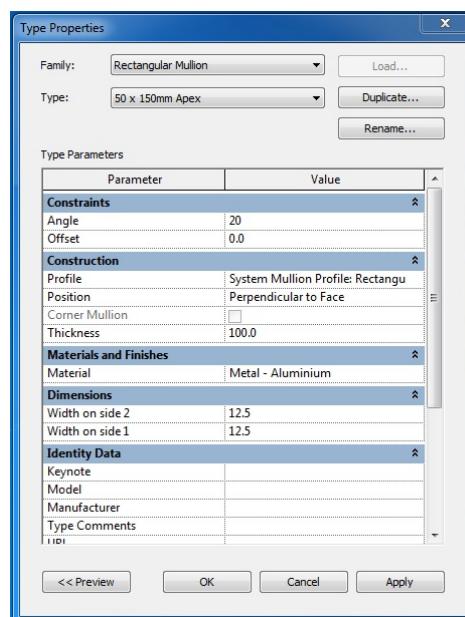 Type Properties
x
Family: Rectangular Mullion Load...
Type: 50 x 150mm Apex Duplicate...
Rename...
Type Parameters
Parameter Value
Constraints
Angle 20
Offset 0.0
Construction
Profile System Mullion Profile: Rectangu
Position Perpendicular to Face
Corner Mullion
Thickness 100.0
Materials and Finishes
Material Metal - Aluminium
Dimensions
Width on side 2 12.5
Width on side 1 12.5
Identity Data
Keynote
Model
Manufacturer
Type Comments
URL
<< Preview OK Cancel Apply